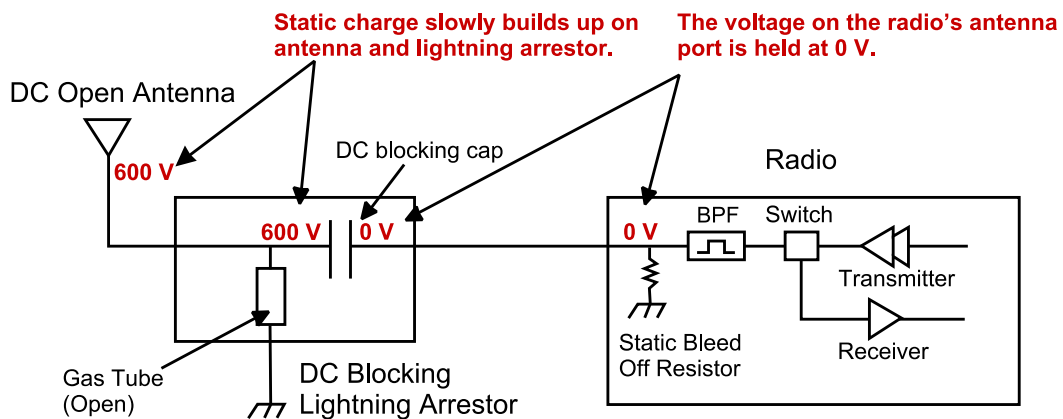 Static charge slowly builds up on
antenna and lightning arrestor.
The voltage on the radio's antenna
port is held at 0 V.
DC Open Antenna
600 V
DC blocking cap
Radio
600 V
0 V
0 V
BPF
Switch
Transmitter
Receiver
Static Bleed
Off Resistor
Gas Tube
(Open)
DC Blocking
Lightning Arrestor